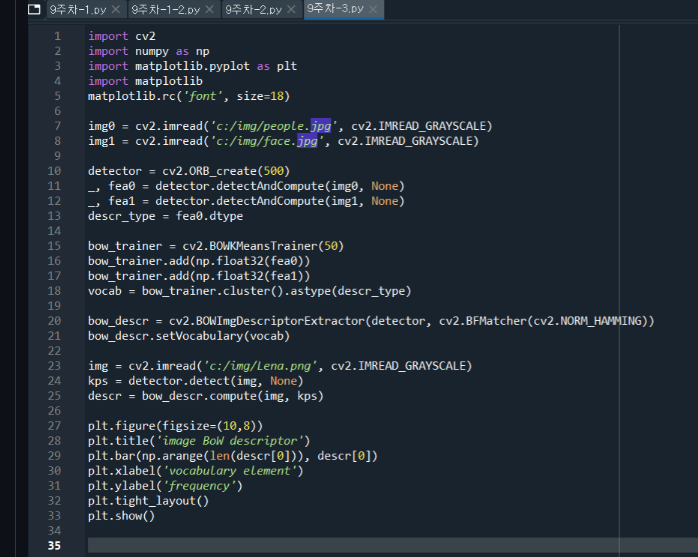 9주차-1.py × 9주차-1-2.py × 9주차-2.py × 9주차-3.py ×
1 import cv2
2 import numpy as np
3 import matplotlib.pyplot as plt
4 import matplotlib
5 matplotlib.rc('font', size=18)
6
7 img0 = cv2.imread('c:/img/people.jpg', cv2.IMREAD_GRAYSCALE)
8 img1 = cv2.imread('c:/img/face.jpg', cv2.IMREAD_GRAYSCALE)
9
10 detector = cv2.ORB_create(500)
11 _, fea0 = detector.detectAndCompute(img0, None)
12 _, fea1 = detector.detectAndCompute(img1, None)
13 descr_type = fea0.dtype
14
15 bow_trainer = cv2.BOWKMeansTrainer(50)
16 bow_trainer.add(np.float32(fea0))
17 bow_trainer.add(np.float32(fea1))
18 vocab = bow_trainer.cluster().astype(descr_type)
19
20 bow_descr = cv2.BOWImgDescriptorExtractor(detector, cv2.BFMatcher(cv2.NORM_HAMMING))
21 bow_descr.setVocabulary(vocab)
22
23 img = cv2.imread('c:/img/Lena.png', cv2.IMREAD_GRAYSCALE)
24 kps = detector.detect(img, None)
25 descr = bow_descr.compute(img, kps)
26
27 plt.figure(figsize=(10,8))
28 plt.title('image BoW descriptor')
29 plt.bar(np.arange(len(descr[0])), descr[0])
30 plt.xlabel('vocabulary element')
31 plt.ylabel('frequency')
32 plt.tight_layout()
33 plt.show()
34
35